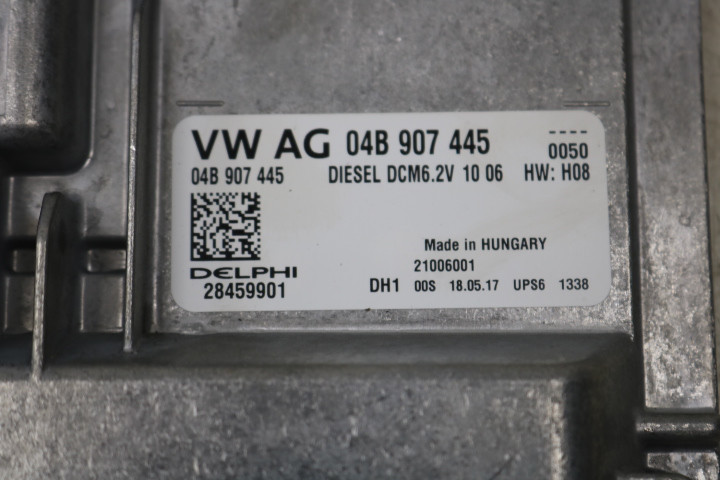 VW AG 04B 907 445
----
0050
04B 907 445 DIESEL DCM6.2V 10 06 HW: H08
Made in HUNGARY
DELPHI 21006001
28459901 DH1 00S 18.05.17 UPS6 1338